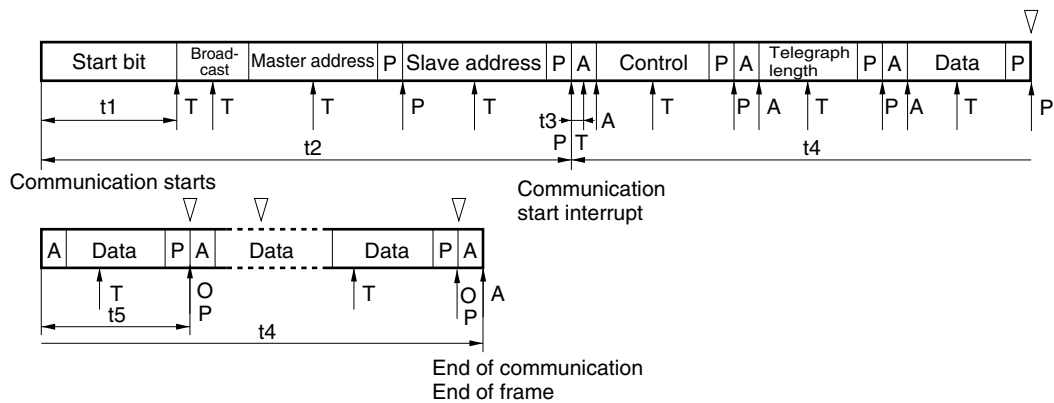 Start bit Broad-cast Master address P Slave address P A Control P A Telegraph length P A Data P
t1 T T T P T t3 A T P A T P A T P
t2 P T t4
Communication starts
Communication
start interrupt
A Data P A Data Data P A
T O T O A
t5 P P
t4
End of communication
End of frame